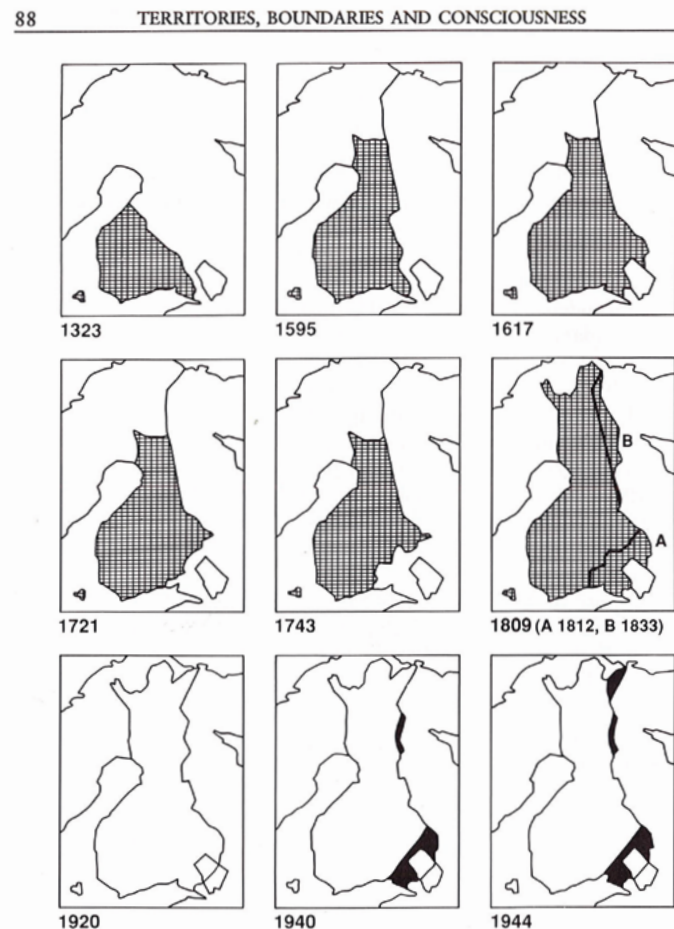 88 TERRITORIES, BOUNDARIES AND CONSCIOUSNESS
1323 1595 1617
B
A
1721 1743 1809 (A 1812, B 1833)
1920 1940 1944